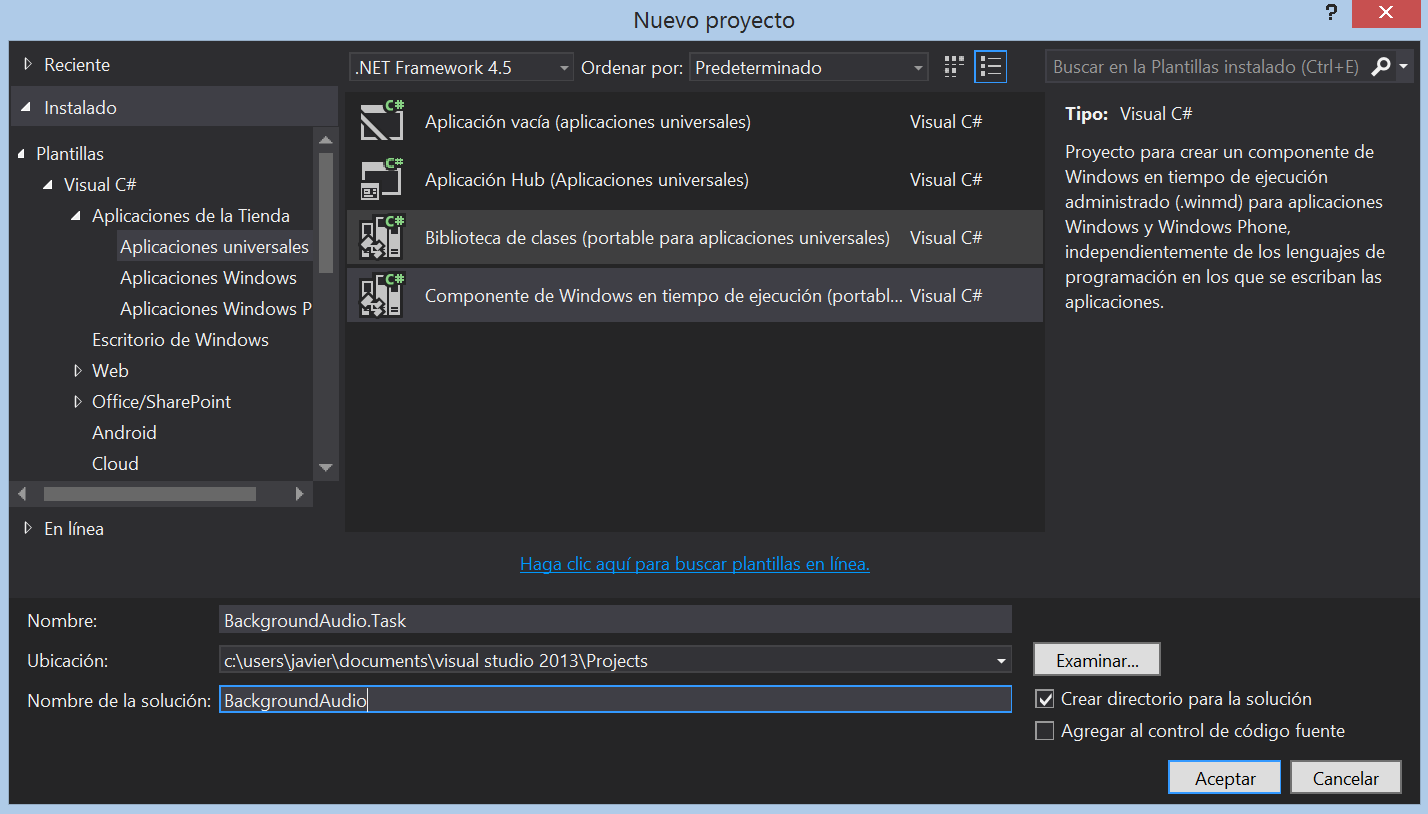 Nuevo proyecto
?
Reciente
Instalado
Plantillas
Visual C#
Aplicaciones de la Tienda
Aplicaciones universales
Aplicaciones Windows
Aplicaciones Windows P
Escritorio de Windows
Web
Office/SharePoint
Android
Cloud
En línea
.NET Framework 4.5 Ordenar por: Predeterminado
C# Aplicación vacía (aplicaciones universales) Visual C#
C# Aplicación Hub (Aplicaciones universales) Visual C#
C# Biblioteca de clases (portable para aplicaciones universales) Visual C#
C# Componente de Windows en tiempo de ejecución (portabl... Visual C#
Haga clic aquí para buscar plantillas en línea.
Buscar en la Plantillas instalado (Ctrl+E)
Tipo: Visual C#
Proyecto para crear un componente de
Windows en tiempo de ejecución
administrado (.winmd) para aplicaciones
Windows y Windows Phone,
independientemente de los lenguajes de
programación en los que se escriban las
aplicaciones.
Nombre: BackgroundAudio.Task
Ubicación: c:\users\javier\documents\visual studio 2013\Projects
Examinar...
Nombre de la solución: BackgroundAudio
Crear directorio para la solución
Agregar al control de código fuente
Aceptar Cancelar